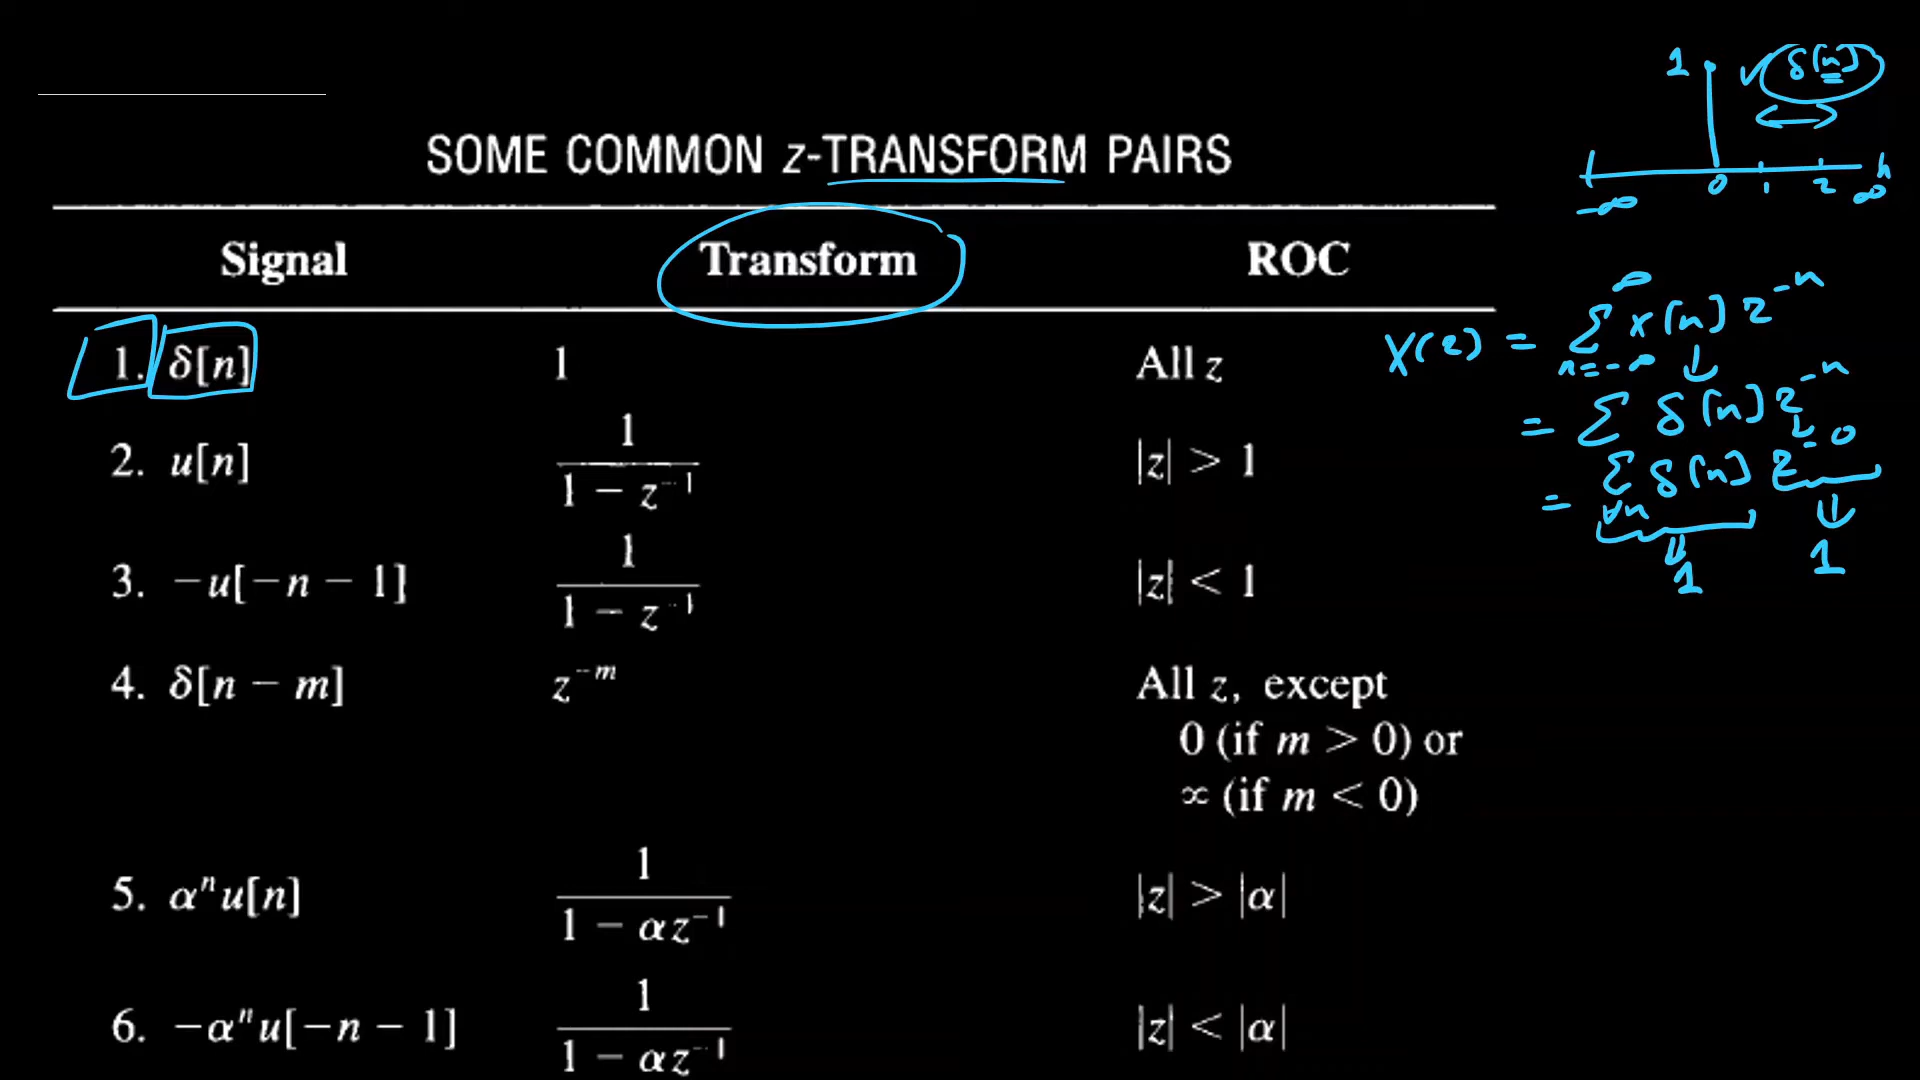 SOME COMMON z-TRANSFORM PAIRS
Signal Transform ROC
1. δ[n] 1 All z
2. u[n] 1 / (1 − z⁻¹) |z| > 1
3. −u[−n − 1] 1 / (1 − z⁻¹) |z| < 1
4. δ[n − m] z⁻ᵐ All z, except
0 (if m > 0) or
∞ (if m < 0)
5. αⁿu[n] 1 / (1 − αz⁻¹) |z| > |α|
6. −αⁿu[−n − 1] 1 / (1 − αz⁻¹) |z| < |α|
1 δ[n]
−∞ 0 1 2 ∞ n
X(z) = ∑ₙ₌₋∞^∞ x[n] z⁻ⁿ
= ∑ δ[n] z⁻ⁿ
= ∑ ∀n δ[n] z⁻⁰
1 1